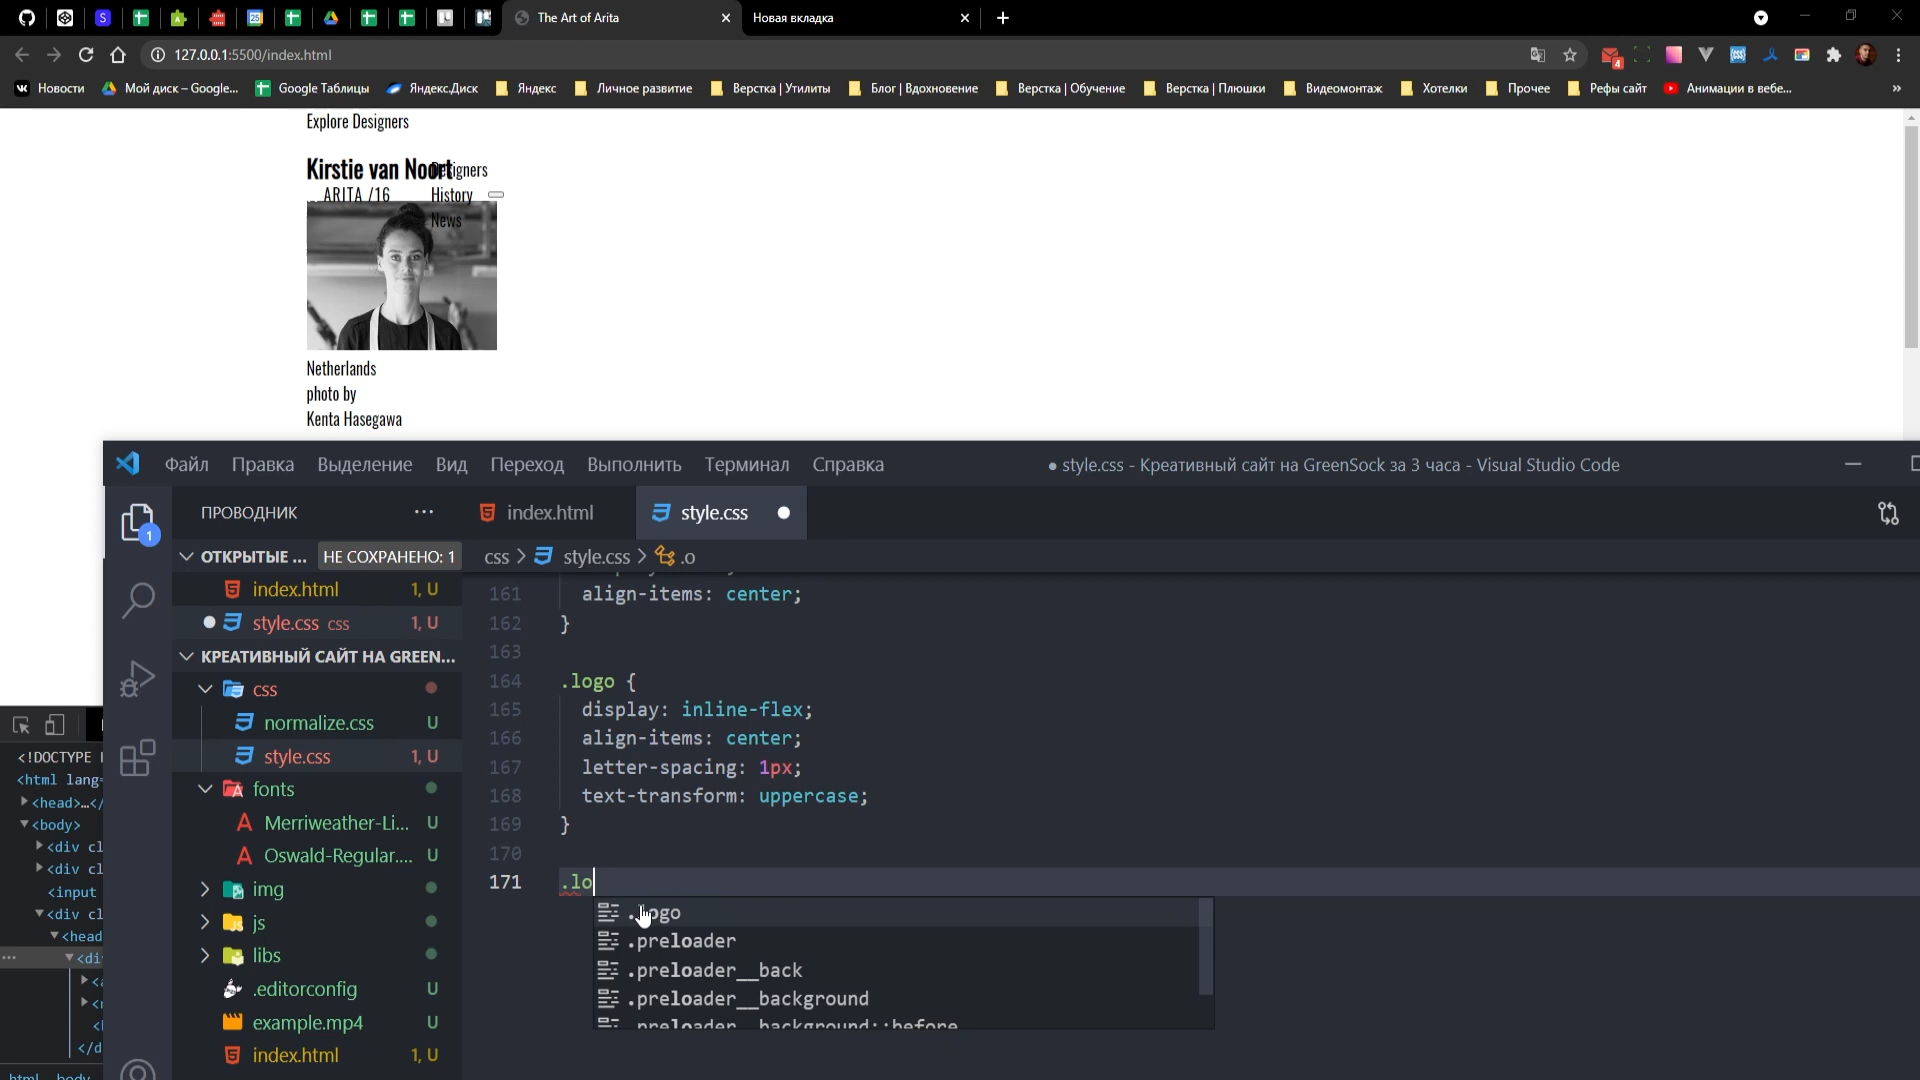 The Art of Arita
Новая вкладка
127.0.0.1:5500/index.html
Новости
Мой диск – Google...
Google Таблицы
Яндекс.Диск
Яндекс
Личное развитие
Верстка | Утилиты
Блог | Вдохновение
Верстка | Обучение
Верстка | Плюшки
Видеомонтаж
Хотелки
Прочее
Рефы сайт
Анимации в вебе...
»
Explore Designers
Kirstie van Noort
Designers
ARITA /16
History
News
Netherlands
photo by
Kenta Hasegawa
Файл Правка Выделение Вид Переход Выполнить Терминал Справка
● style.css - Креативный сайт на GreenSock за 3 часа - Visual Studio Code
ПРОВОДНИК ···
index.html
style.css
ОТКРЫТЫЕ ... НЕ СОХРАНЕНО: 1
css > style.css > .o
index.html 1, U
style.css css 1, U
КРЕАТИВНЫЙ САЙТ НА GREEN...
css
normalize.css U
style.css 1, U
fonts
Merriweather-Li... U
Oswald-Regular.... U
img
js
libs
.editorconfig U
example.mp4 U
index.html 1, U
161 align-items: center;
162 }
163
164 .logo {
165 display: inline-flex;
166 align-items: center;
167 letter-spacing: 1px;
168 text-transform: uppercase;
169 }
170
171 .lo
.logo
.preloader
.preloader__back
.preloader__background
.preloader__background::before
<!DOCTYPE
<html lang=
<head>…</
<body>
<div cl
<div cl
<input
<div cl
<head
<di
</d
html body